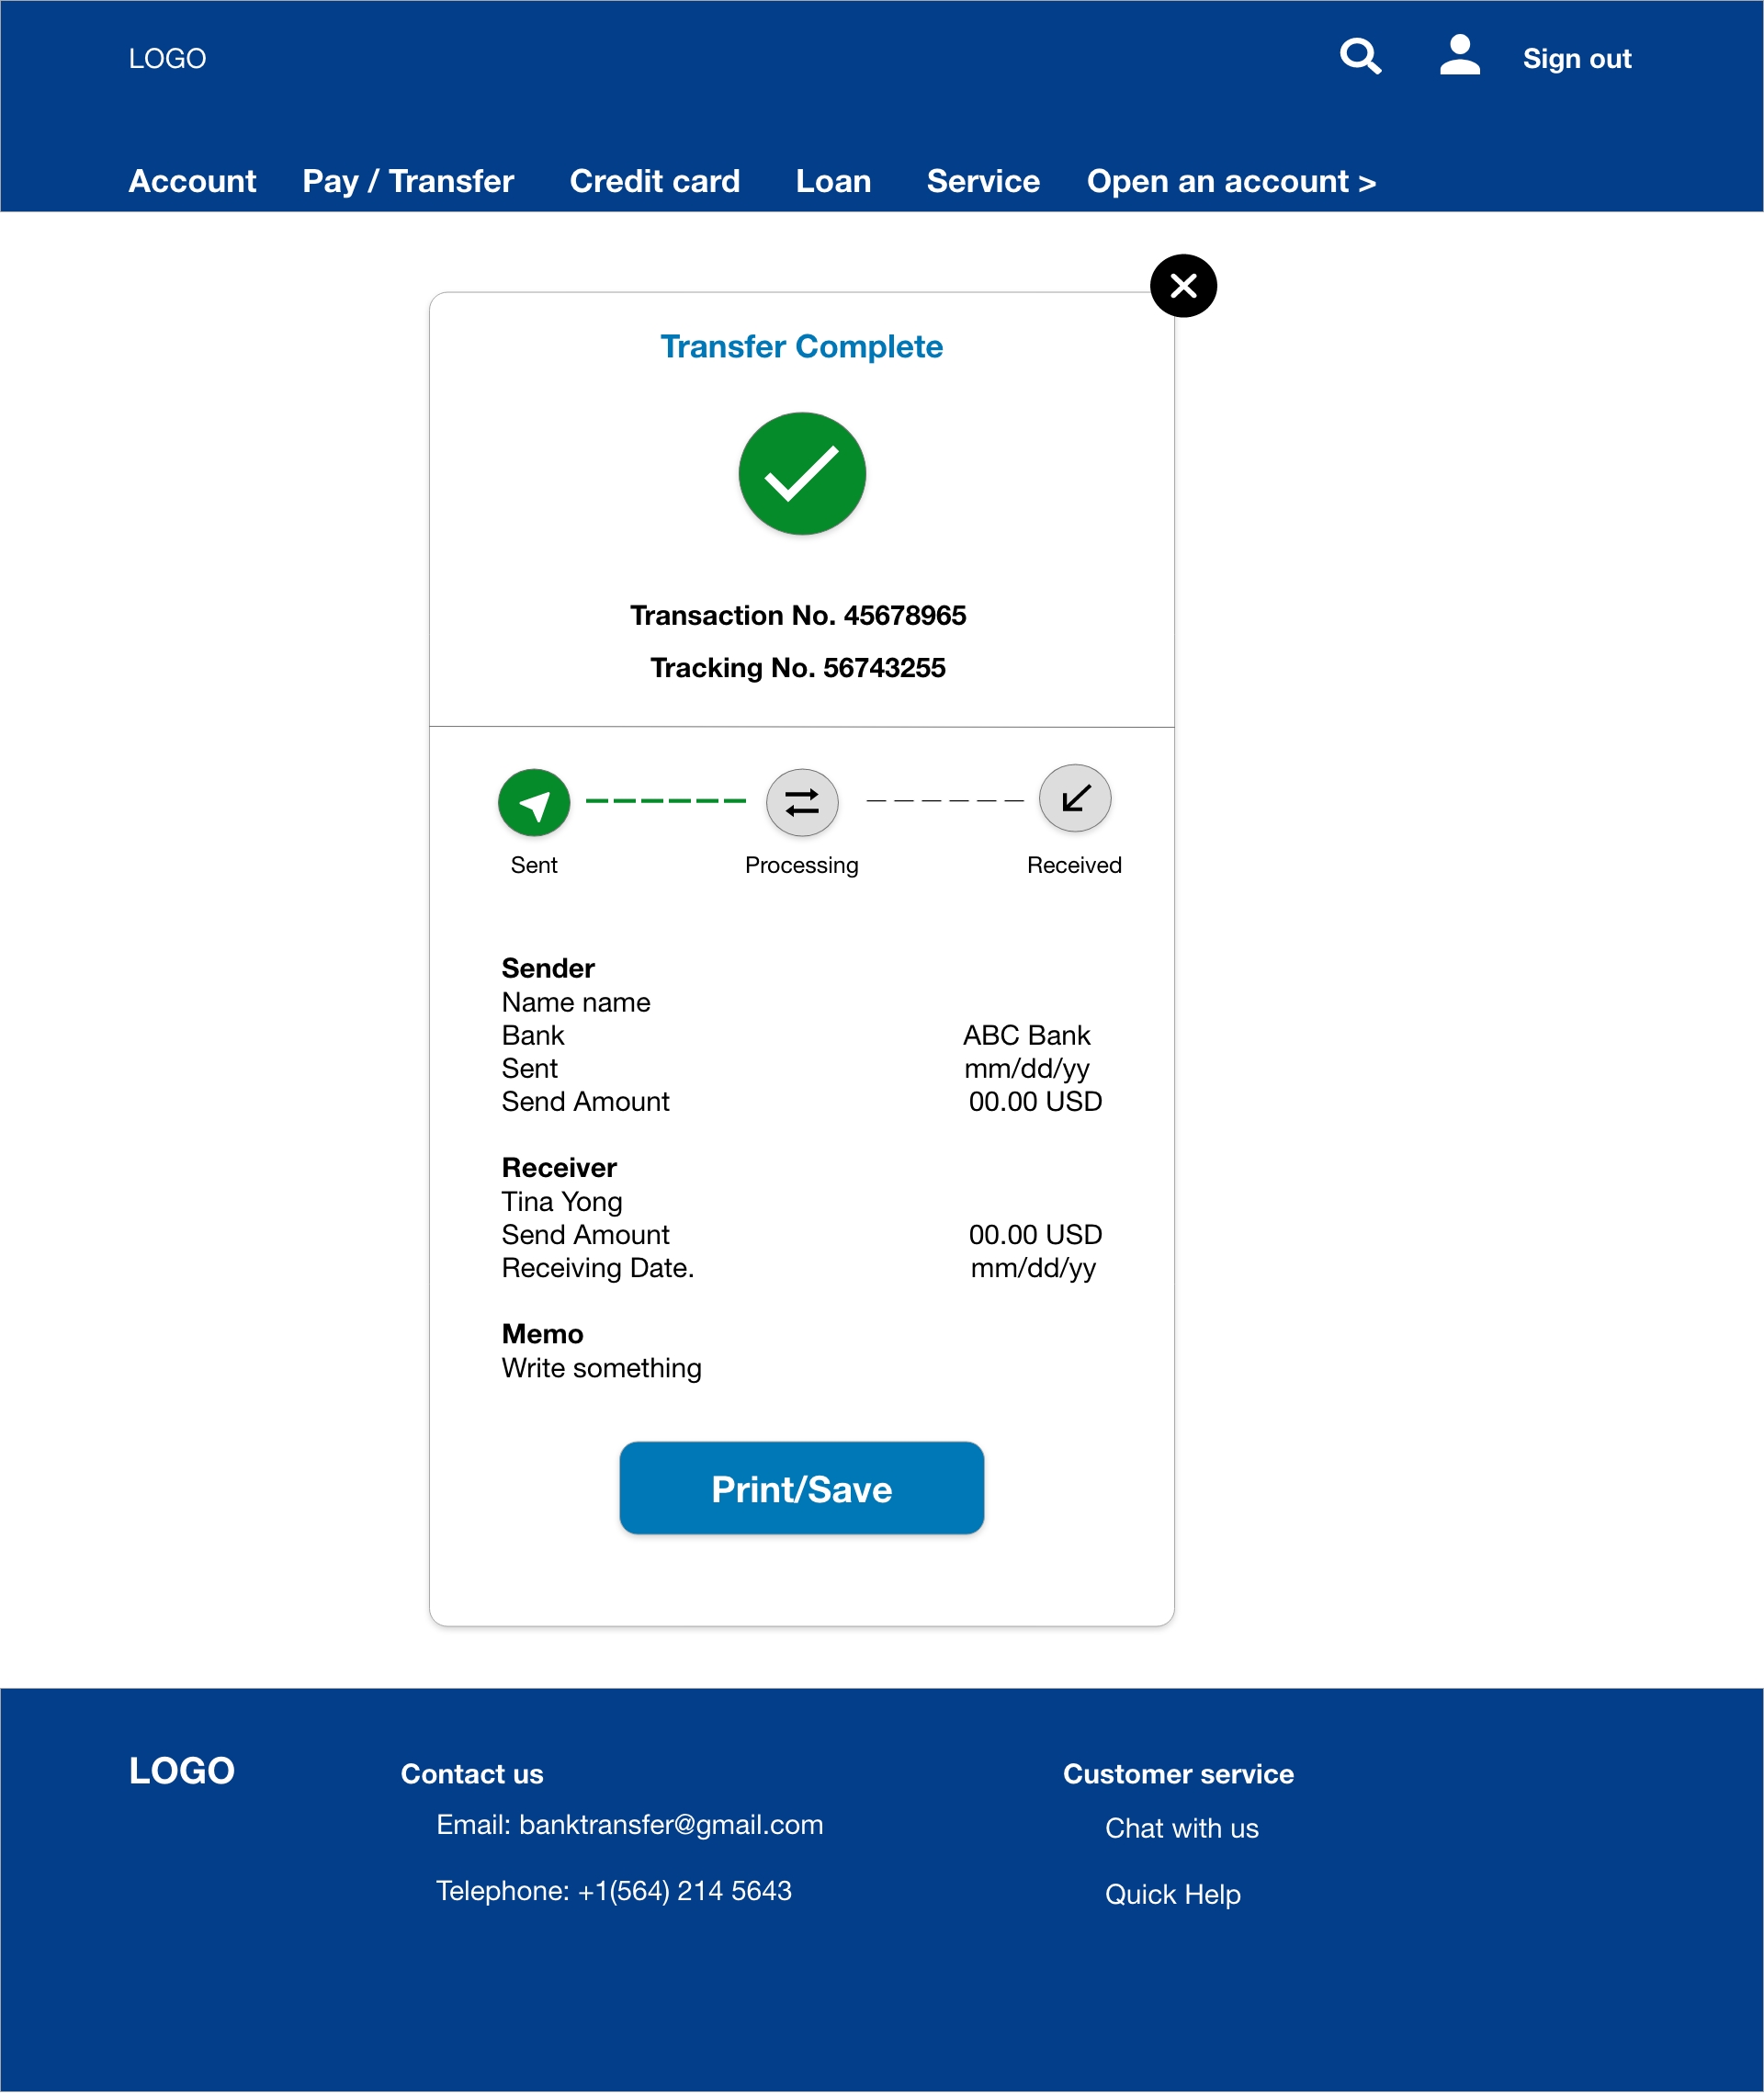 LOGO
Sign out
Account Pay / Transfer Credit card Loan Service Open an account >
Transfer Complete
Transaction No. 45678965
Tracking No. 56743255
Sent Processing Received
Sender
Name name
Bank ABC Bank
Sent mm/dd/yy
Send Amount 00.00 USD
Receiver
Tina Yong
Send Amount 00.00 USD
Receiving Date. mm/dd/yy
Memo
Write something
Print/Save
LOGO
Contact us
Email: banktransfer@gmail.com
Telephone: +1(564) 214 5643
Customer service
Chat with us
Quick Help